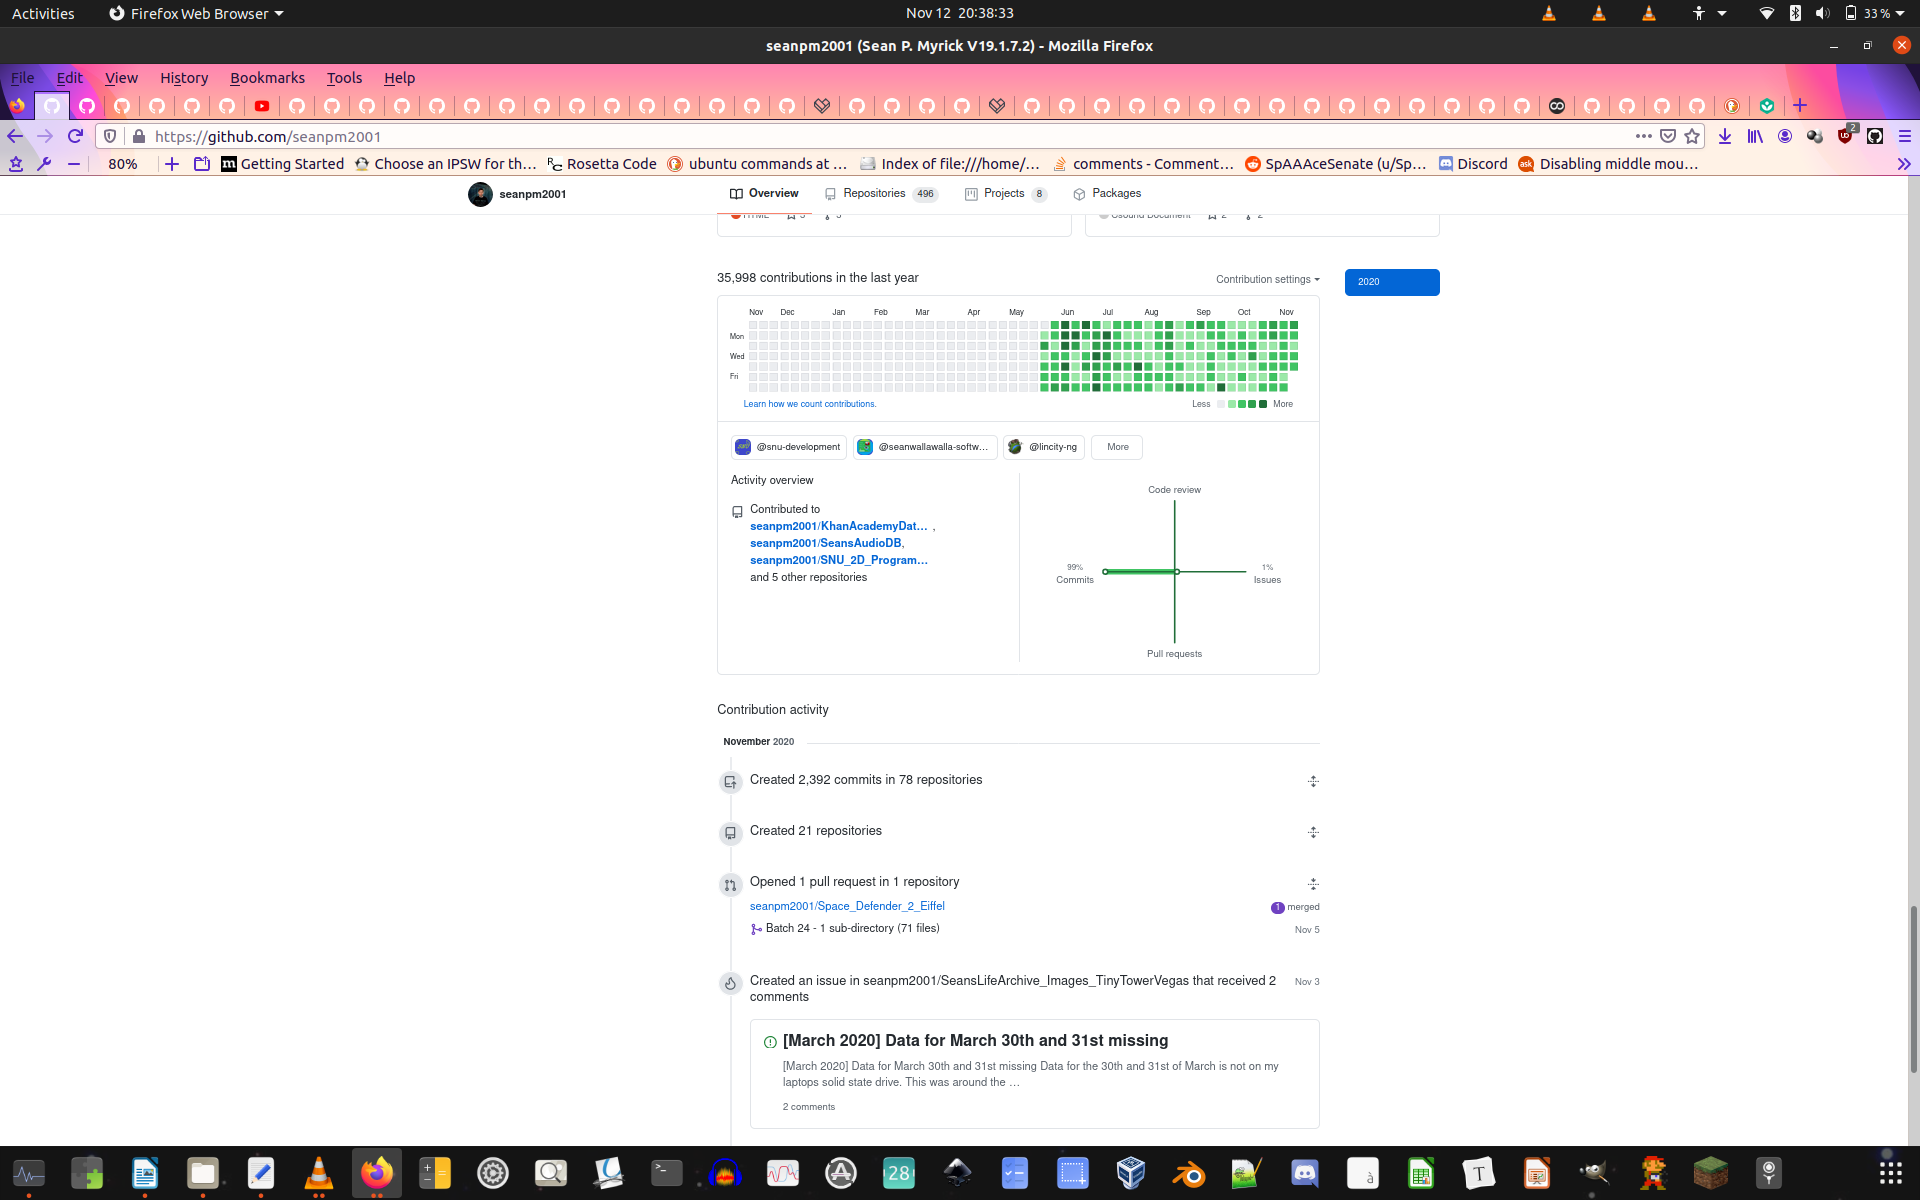 Activities
Firefox Web Browser
Nov 12 20:38:33
33 %
seanpm2001 (Sean P. Myrick V19.1.7.2) - Mozilla Firefox
File Edit View History Bookmarks Tools Help
https://github.com/seanpm2001
2
80%
Getting Started
Choose an IPSW for th…
Rosetta Code
ubuntu commands at …
Index of file:///home/…
comments - Comment…
SpAAAceSenate (u/Sp…
Discord
Disabling middle mou…
seanpm2001
Overview
Repositories 496
Projects 8
Packages
HTML 3 3
Csound Document 2 2
35,998 contributions in the last year
Contribution settings
2020
Nov Dec Jan Feb Mar Apr May Jun Jul Aug Sep Oct Nov
Mon
Wed
Fri
Learn how we count contributions.
Less More
@snu-development
@seanwallawalla-softw…
@lincity-ng
More
Activity overview
Contributed to
seanpm2001/KhanAcademyDat… ,
seanpm2001/SeansAudioDB,
seanpm2001/SNU_2D_Program…
and 5 other repositories
Code review
99%
Commits
1%
Issues
Pull requests
Contribution activity
November 2020
Created 2,392 commits in 78 repositories
Created 21 repositories
Opened 1 pull request in 1 repository
seanpm2001/Space_Defender_2_Eiffel
1 merged
Batch 24 - 1 sub-directory (71 files)
Nov 5
Created an issue in seanpm2001/SeansLifeArchive_Images_TinyTowerVegas that received 2
comments
Nov 3
[March 2020] Data for March 30th and 31st missing
[March 2020] Data for March 30th and 31st missing Data for the 30th and 31st of March is not on my
laptops solid state drive. This was around the …
2 comments
28